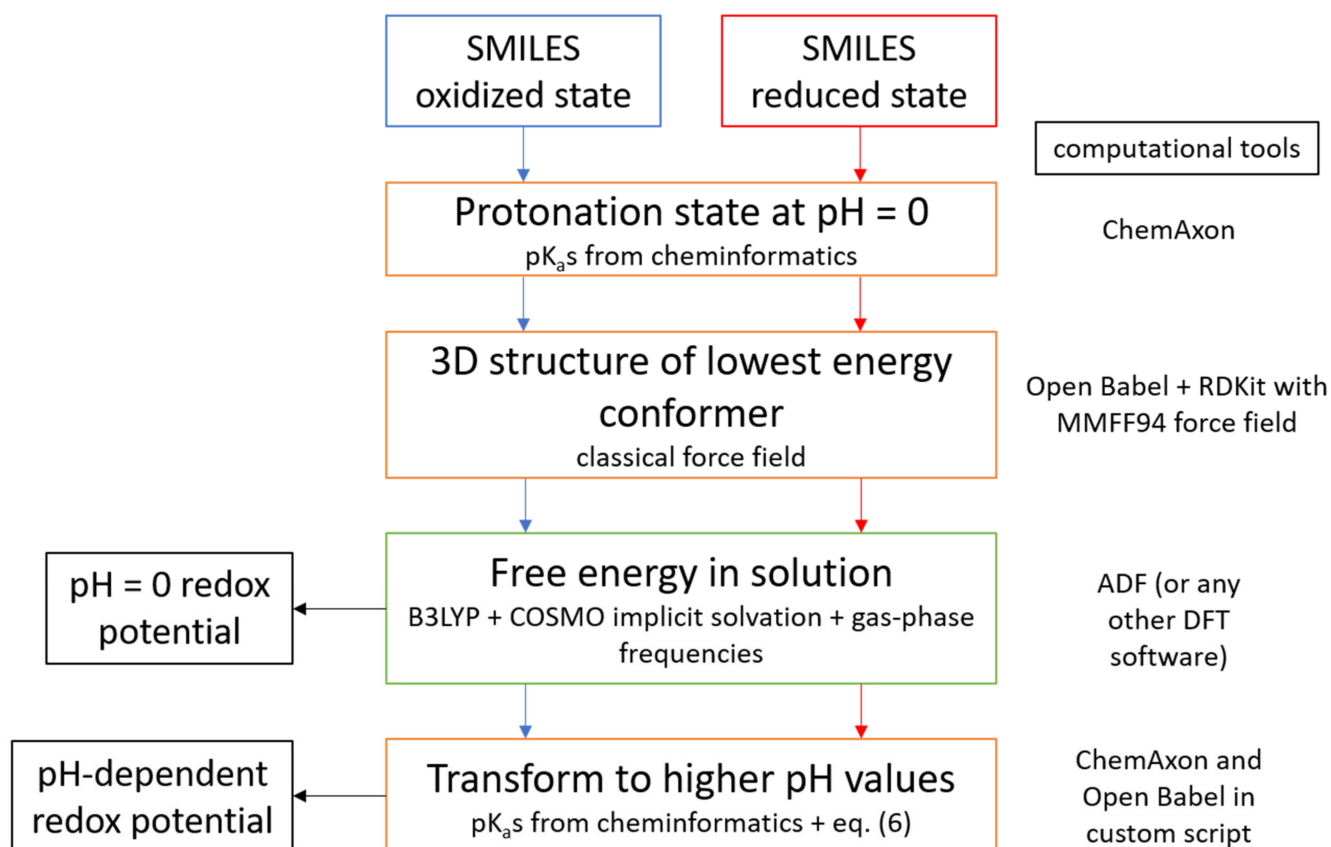 SMILES
oxidized state
SMILES
reduced state
computational tools
Protonation state at pH = 0
pKas from cheminformatics
ChemAxon
3D structure of lowest energy
conformer
classical force field
Open Babel + RDKit with
MMFF94 force field
pH = 0 redox
potential
Free energy in solution
B3LYP + COSMO implicit solvation + gas-phase
frequencies
ADF (or any
other DFT
software)
pH-dependent
redox potential
Transform to higher pH values
pKas from cheminformatics + eq. (6)
ChemAxon and
Open Babel in
custom script